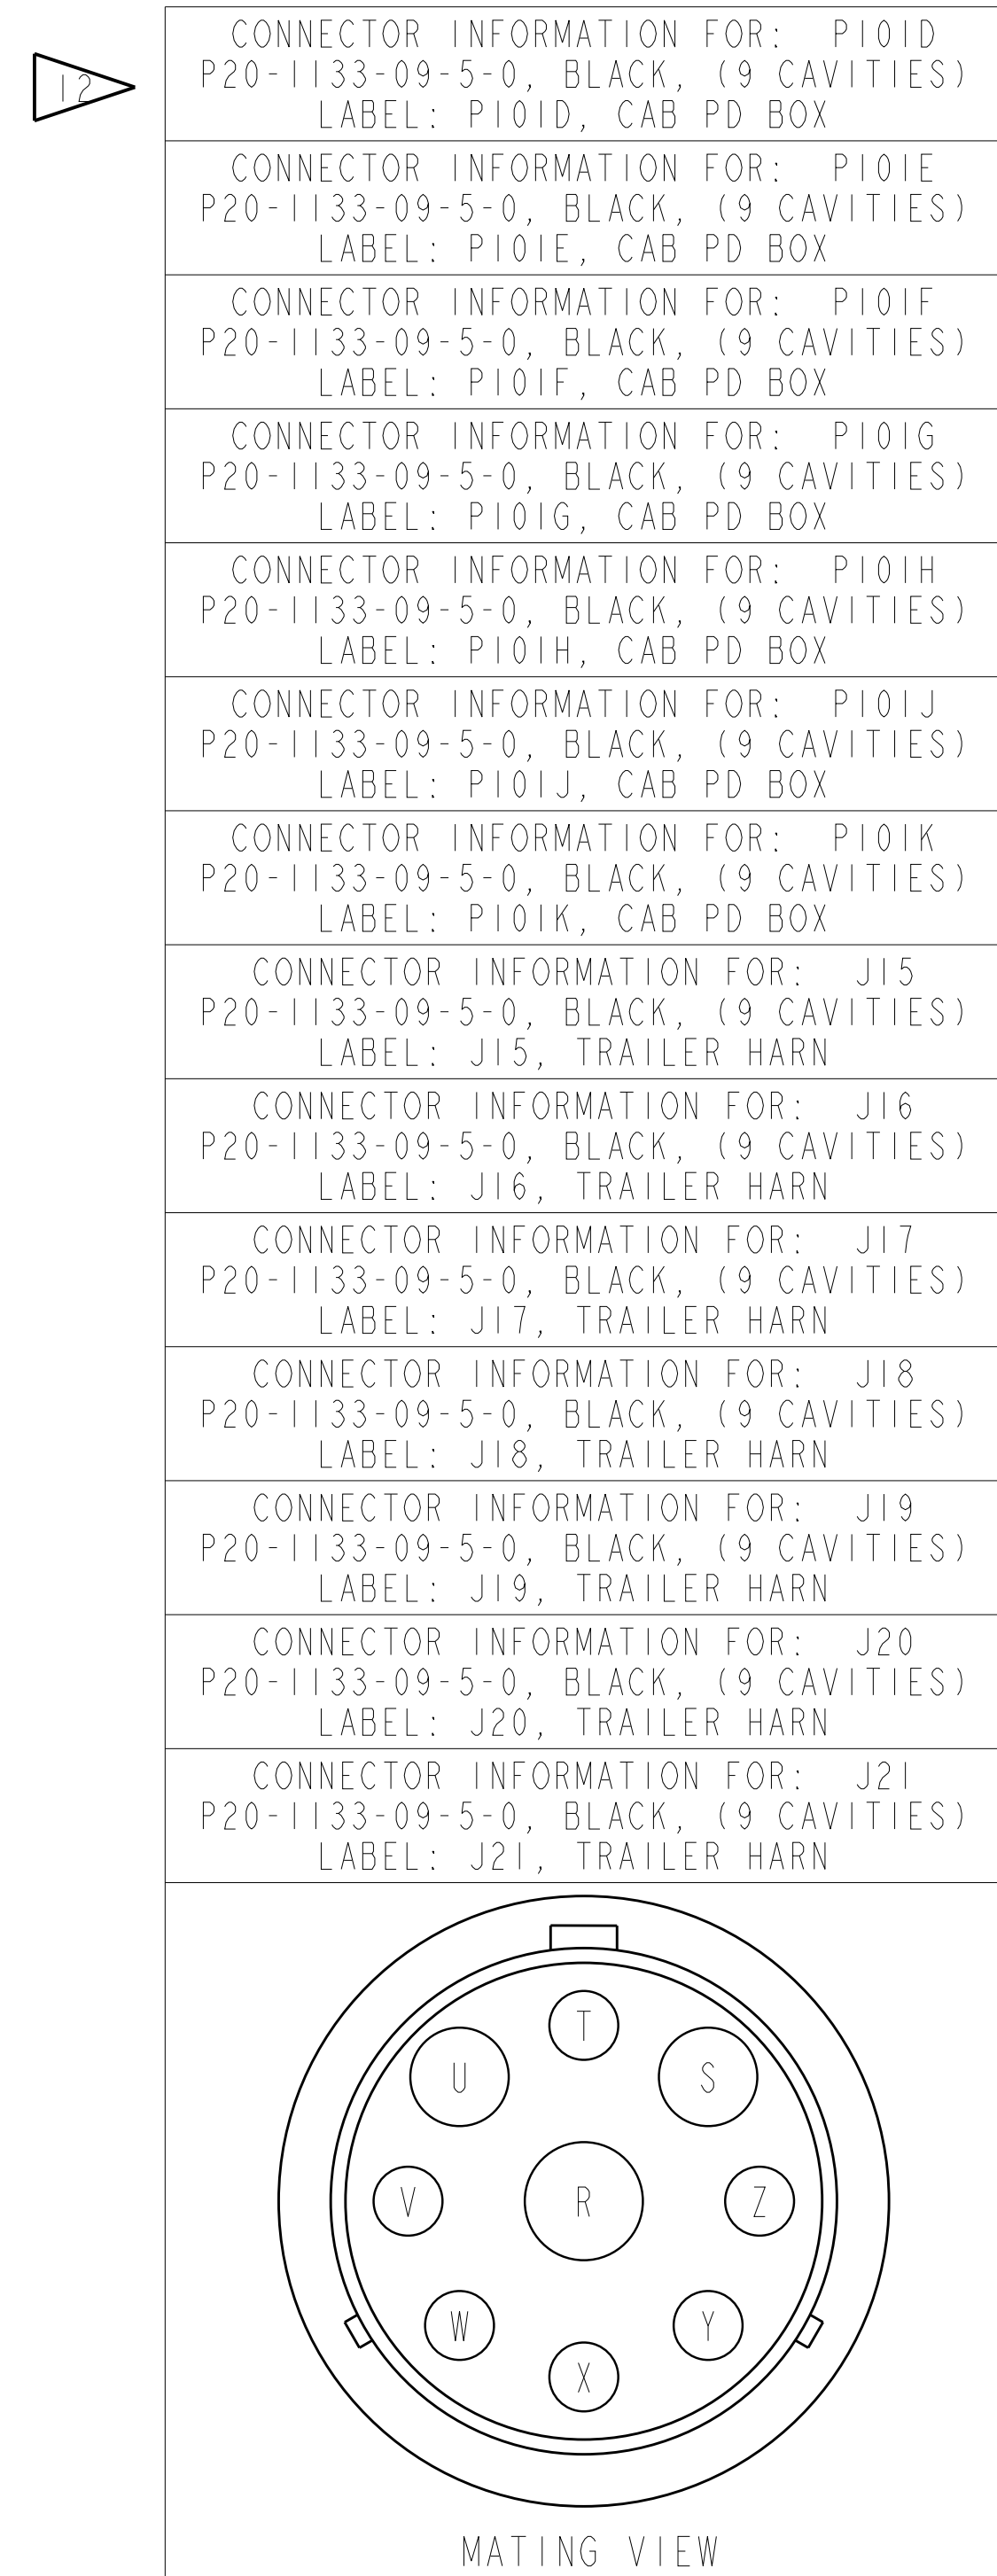 12
CONNECTOR INFORMATION FOR: P101D
P20-1133-09-5-0, BLACK, (9 CAVITIES)
LABEL: P101D, CAB PD BOX
CONNECTOR INFORMATION FOR: P101E
P20-1133-09-5-0, BLACK, (9 CAVITIES)
LABEL: P101E, CAB PD BOX
CONNECTOR INFORMATION FOR: P101F
P20-1133-09-5-0, BLACK, (9 CAVITIES)
LABEL: P101F, CAB PD BOX
CONNECTOR INFORMATION FOR: P101G
P20-1133-09-5-0, BLACK, (9 CAVITIES)
LABEL: P101G, CAB PD BOX
CONNECTOR INFORMATION FOR: P101H
P20-1133-09-5-0, BLACK, (9 CAVITIES)
LABEL: P101H, CAB PD BOX
CONNECTOR INFORMATION FOR: P101J
P20-1133-09-5-0, BLACK, (9 CAVITIES)
LABEL: P101J, CAB PD BOX
CONNECTOR INFORMATION FOR: P101K
P20-1133-09-5-0, BLACK, (9 CAVITIES)
LABEL: P101K, CAB PD BOX
CONNECTOR INFORMATION FOR: J15
P20-1133-09-5-0, BLACK, (9 CAVITIES)
LABEL: J15, TRAILER HARN
CONNECTOR INFORMATION FOR: J16
P20-1133-09-5-0, BLACK, (9 CAVITIES)
LABEL: J16, TRAILER HARN
CONNECTOR INFORMATION FOR: J17
P20-1133-09-5-0, BLACK, (9 CAVITIES)
LABEL: J17, TRAILER HARN
CONNECTOR INFORMATION FOR: J18
P20-1133-09-5-0, BLACK, (9 CAVITIES)
LABEL: J18, TRAILER HARN
CONNECTOR INFORMATION FOR: J19
P20-1133-09-5-0, BLACK, (9 CAVITIES)
LABEL: J19, TRAILER HARN
CONNECTOR INFORMATION FOR: J20
P20-1133-09-5-0, BLACK, (9 CAVITIES)
LABEL: J20, TRAILER HARN
CONNECTOR INFORMATION FOR: J21
P20-1133-09-5-0, BLACK, (9 CAVITIES)
LABEL: J21, TRAILER HARN
T
U S
V R Z
W Y
X
MATING VIEW